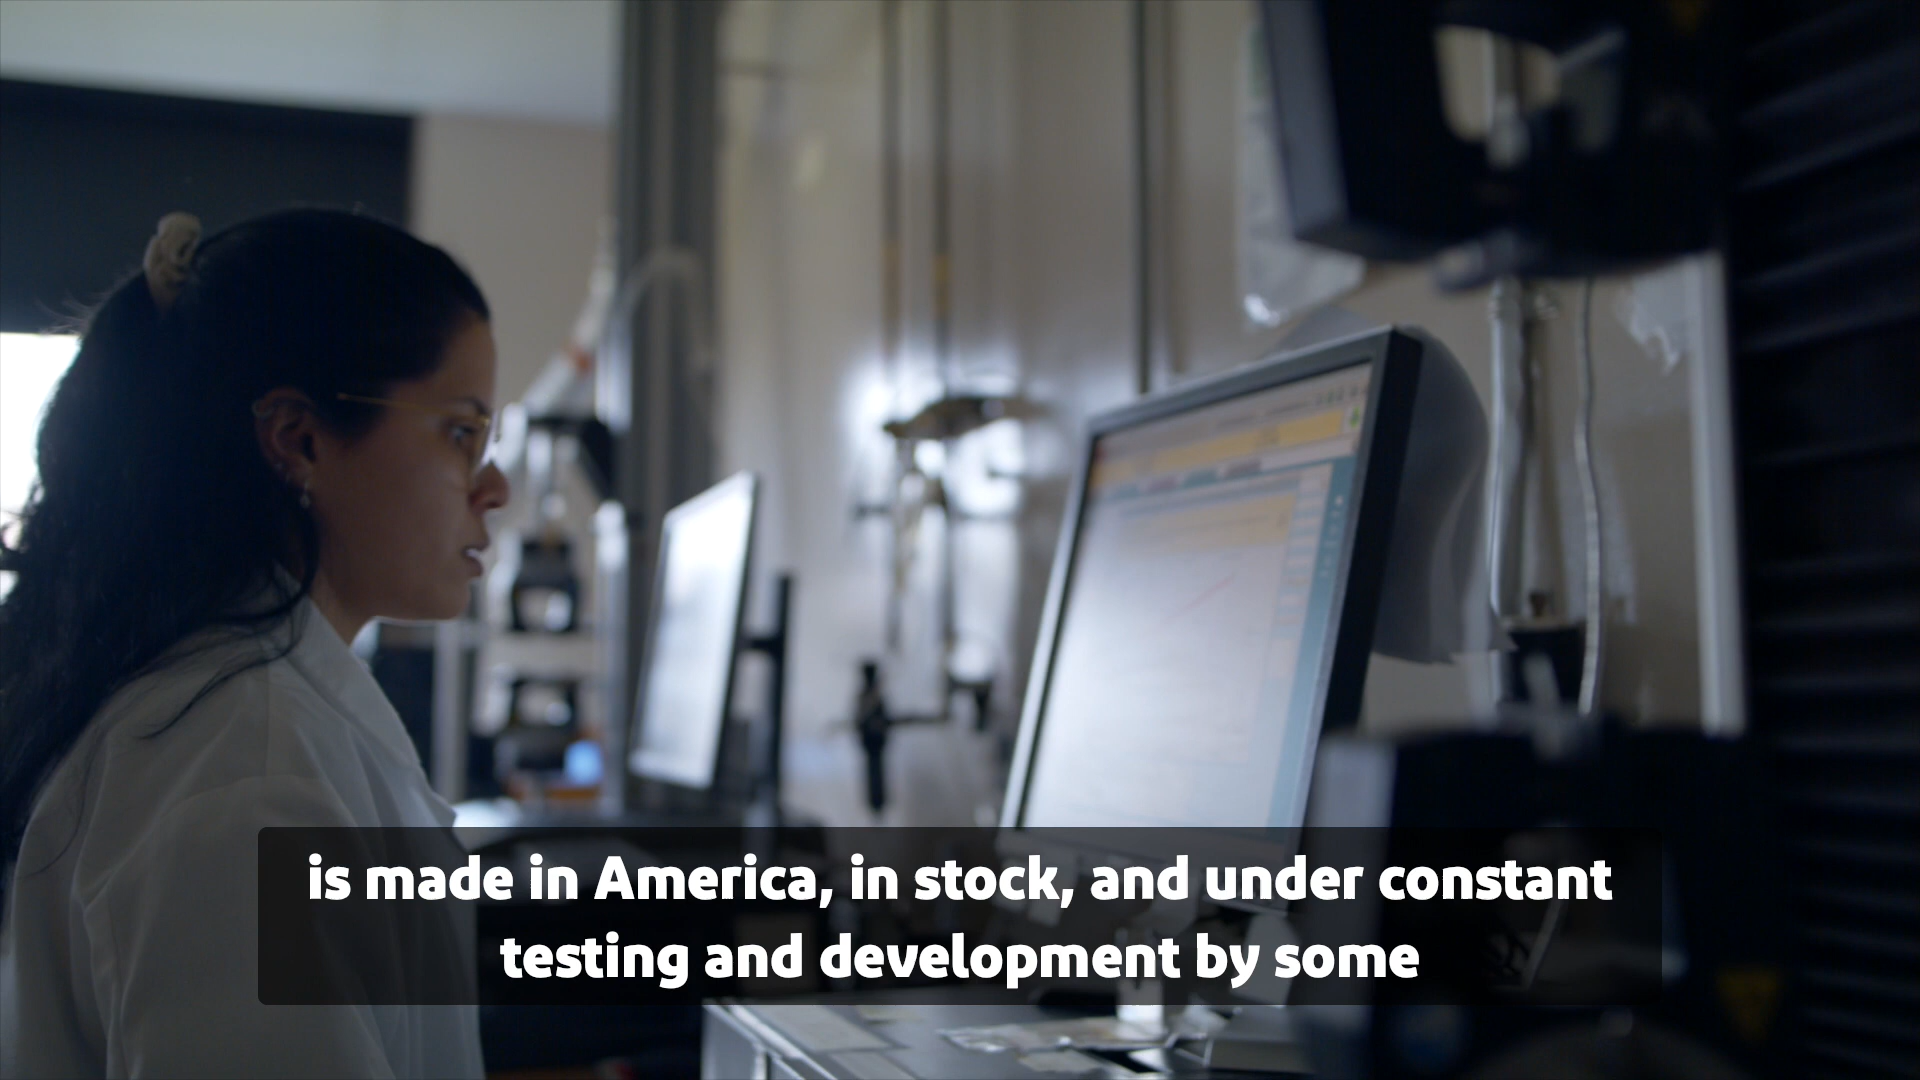 is made in America, in stock, and under constant
testing and development by some